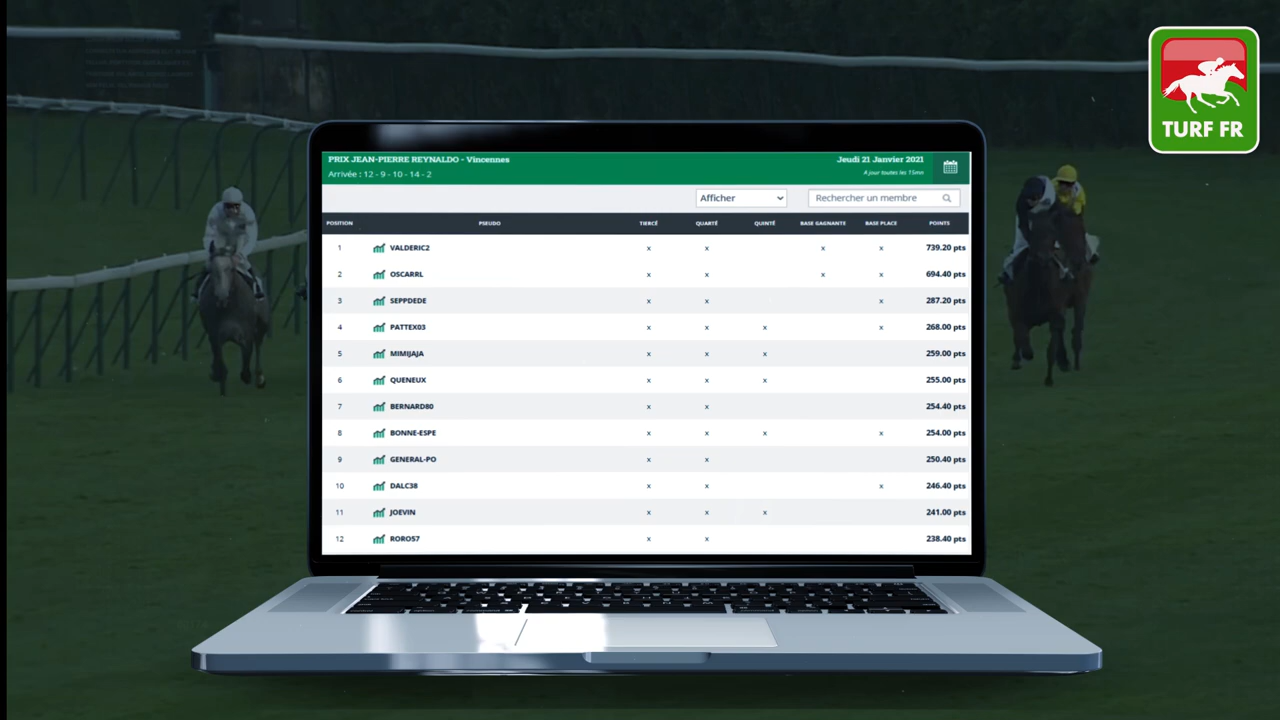 TURF FR
PRIX JEAN-PIERRE REYNALDO - Vincennes
Jeudi 21 Janvier 2021
Arrivée : 12 - 9 - 10 - 14 - 2
A jour toutes les 15mn
Afficher
Rechercher un membre
POSITION PSEUDO TIERCÉ QUARTÉ QUINTÉ BASE GAGNANTE BASE PLACE POINTS
1 VALDERIC2 x x x x 739.20 pts
2 OSCARRL x x x x 694.40 pts
3 SEPPDEDE x x x 287.20 pts
4 PATTEX03 x x x x 268.00 pts
5 MIMIJAJA x x x 259.00 pts
6 QUENEUX x x x 255.00 pts
7 BERNARD80 x x 254.40 pts
8 BONNE-ESPE x x x x 254.00 pts
9 GENERAL-PO x x 250.40 pts
10 DALC38 x x x 246.40 pts
11 JOEVIN x x x 241.00 pts
12 RORO57 x x 238.40 pts